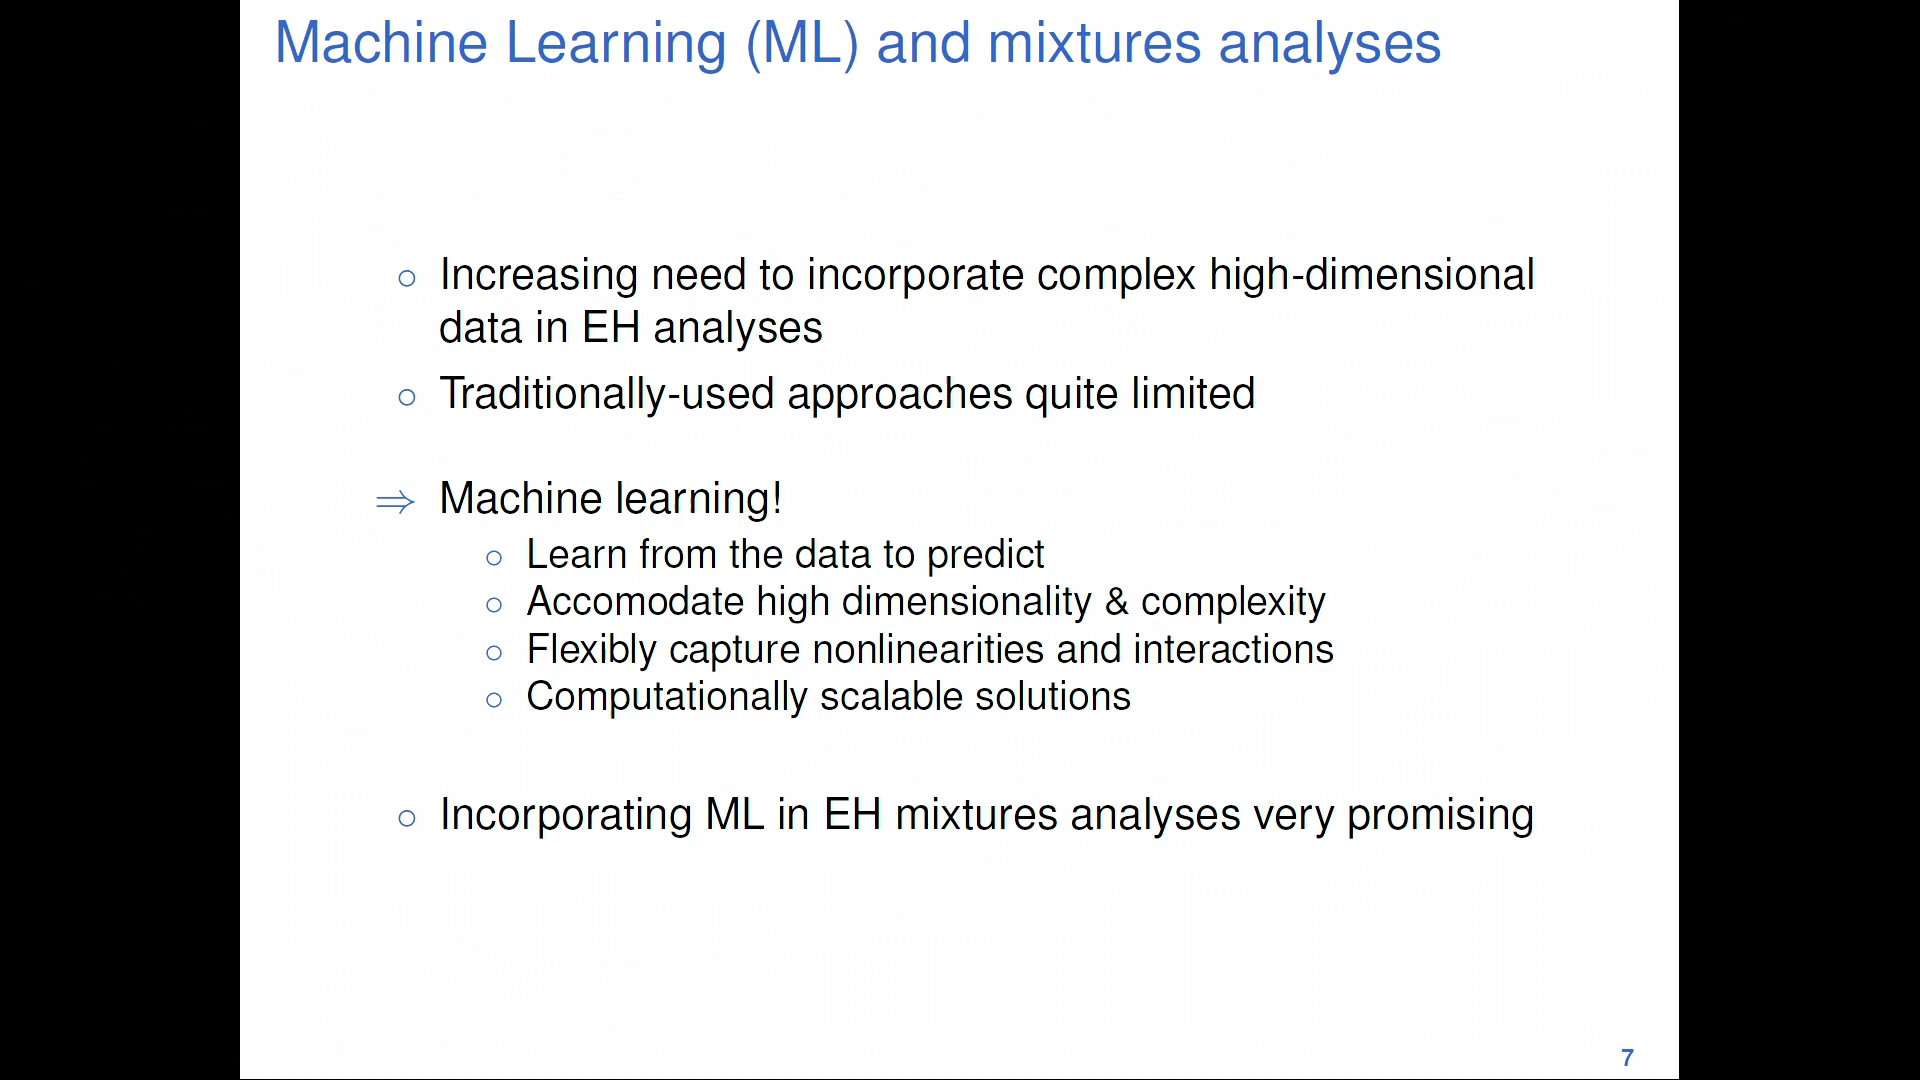 Machine Learning (ML) and mixtures analyses
○ Increasing need to incorporate complex high-dimensional
data in EH analyses
○ Traditionally-used approaches quite limited
⇒ Machine learning!
○ Learn from the data to predict
○ Accomodate high dimensionality & complexity
○ Flexibly capture nonlinearities and interactions
○ Computationally scalable solutions
○ Incorporating ML in EH mixtures analyses very promising
7